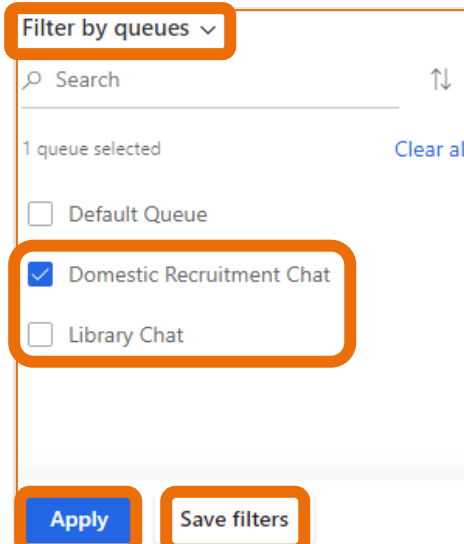 Filter by queues
Search
1 queue selected Clear al
Default Queue
Domestic Recruitment Chat
Library Chat
Apply Save filters